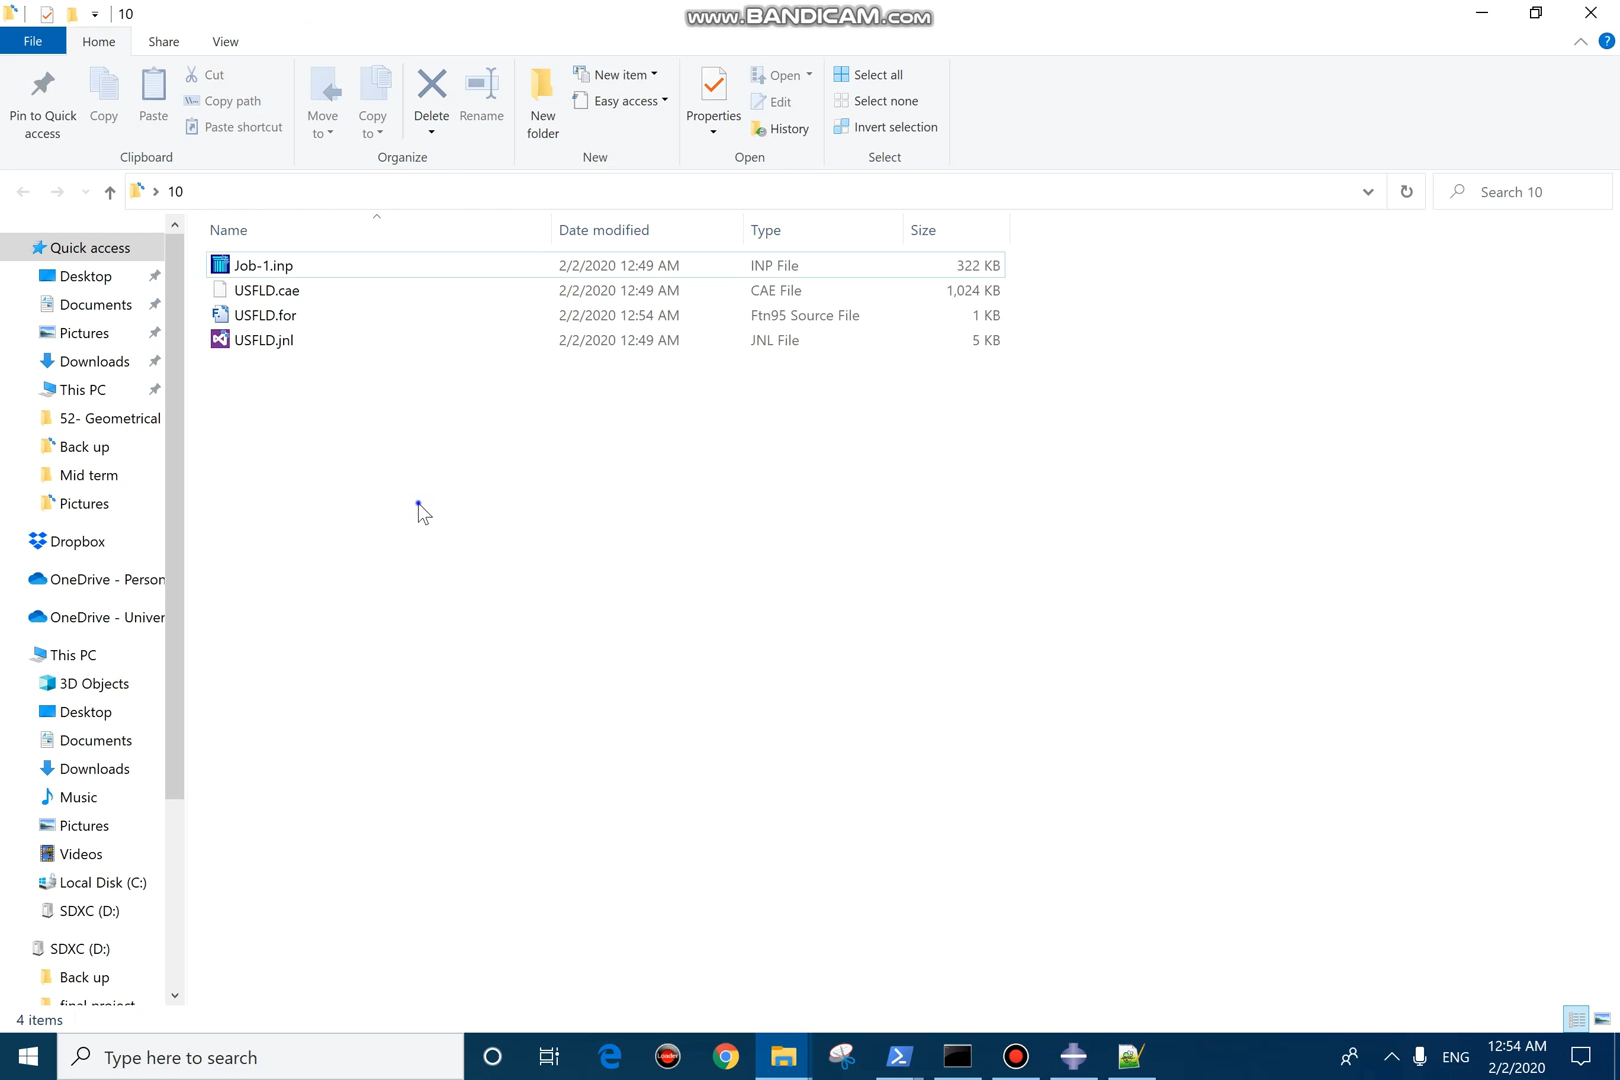 10
www.BANDICAM.com
File Home Share View
Pin to Quick access
Copy
Paste
Cut
Copy path
Paste shortcut
Clipboard
Move to
Copy to
Delete
Rename
Organize
New folder
New item
Easy access
New
Properties
Open
Edit
History
Open
Select all
Select none
Invert selection
Select
10
Search 10
Name Date modified Type Size
Job-1.inp 2/2/2020 12:49 AM INP File 322 KB
USFLD.cae 2/2/2020 12:49 AM CAE File 1,024 KB
USFLD.for 2/2/2020 12:54 AM Ftn95 Source File 1 KB
USFLD.jnl 2/2/2020 12:49 AM JNL File 5 KB
Quick access
Desktop
Documents
Pictures
Downloads
This PC
52- Geometrical
Back up
Mid term
Pictures
Dropbox
OneDrive - Person
OneDrive - Univer
This PC
3D Objects
Desktop
Documents
Downloads
Music
Pictures
Videos
Local Disk (C:)
SDXC (D:)
SDXC (D:)
Back up
final project
4 items
Type here to search
Loader
ENG
12:54 AM
2/2/2020